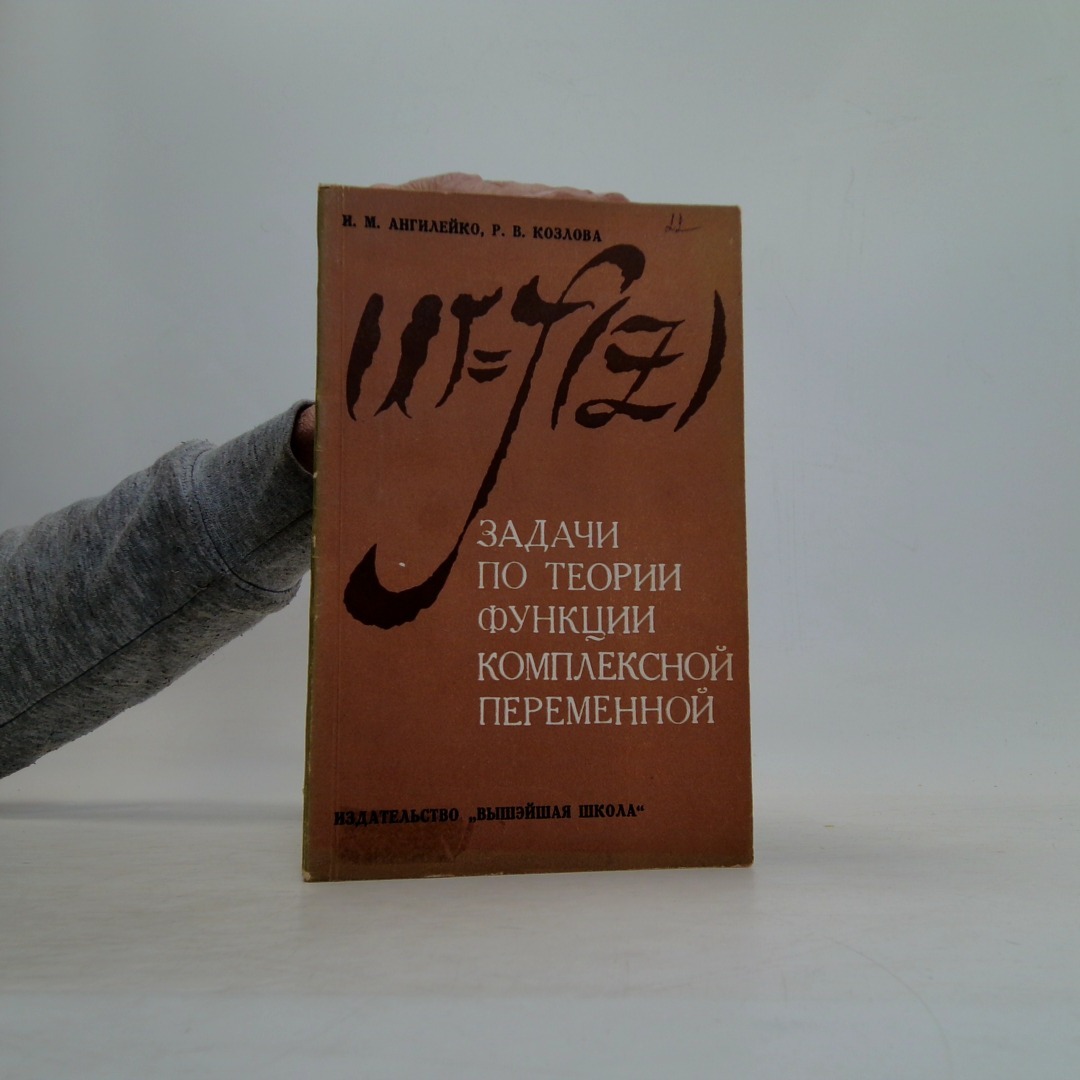 И. М. АНГИЛЕЙКО, Р. В. КОЗЛОВА
W=f(z)
ЗАДАЧИ
ПО ТЕОРИИ
ФУНКЦИИ
КОМПЛЕКСНОЙ
ПЕРЕМЕННОЙ
ИЗДАТЕЛЬСТВО „ВЫШЭЙШАЯ ШКОЛА“